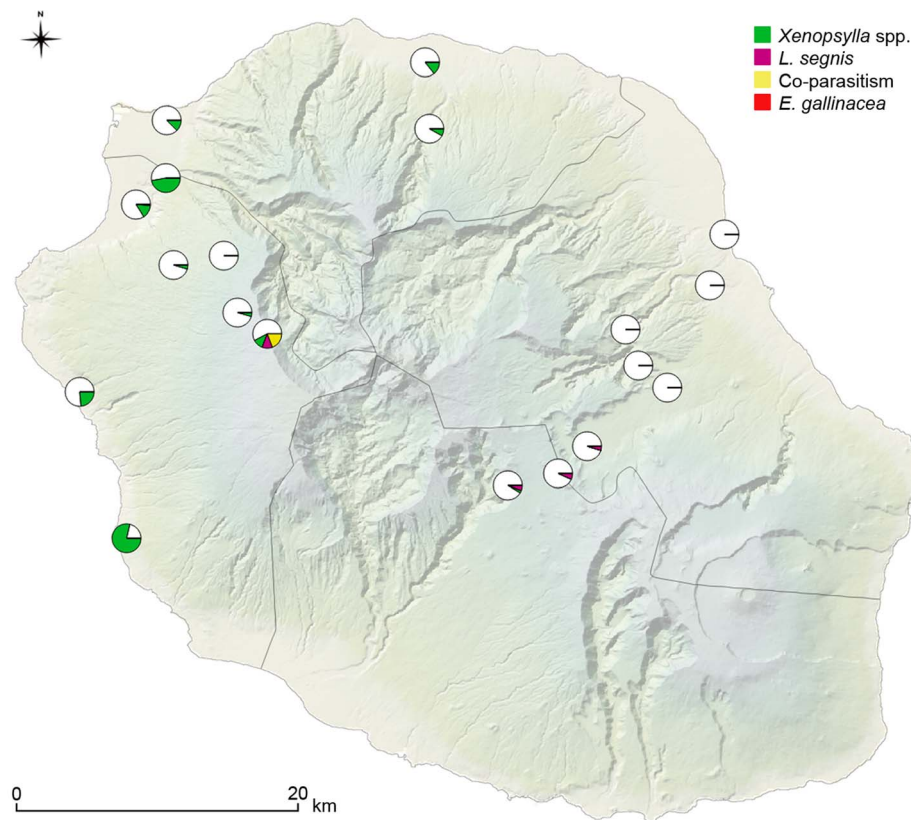 N
Xenopsylla spp.
L. segnis
Co-parasitism
E. gallinacea
0 20
km